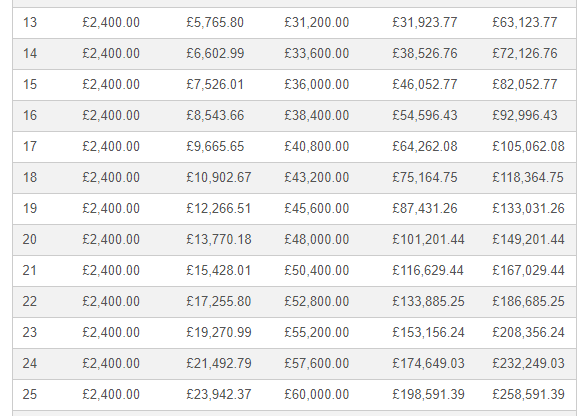 13 £2,400.00 £5,765.80 £31,200.00 £31,923.77 £63,123.77
14 £2,400.00 £6,602.99 £33,600.00 £38,526.76 £72,126.76
15 £2,400.00 £7,526.01 £36,000.00 £46,052.77 £82,052.77
16 £2,400.00 £8,543.66 £38,400.00 £54,596.43 £92,996.43
17 £2,400.00 £9,665.65 £40,800.00 £64,262.08 £105,062.08
18 £2,400.00 £10,902.67 £43,200.00 £75,164.75 £118,364.75
19 £2,400.00 £12,266.51 £45,600.00 £87,431.26 £133,031.26
20 £2,400.00 £13,770.18 £48,000.00 £101,201.44 £149,201.44
21 £2,400.00 £15,428.01 £50,400.00 £116,629.44 £167,029.44
22 £2,400.00 £17,255.80 £52,800.00 £133,885.25 £186,685.25
23 £2,400.00 £19,270.99 £55,200.00 £153,156.24 £208,356.24
24 £2,400.00 £21,492.79 £57,600.00 £174,649.03 £232,249.03
25 £2,400.00 £23,942.37 £60,000.00 £198,591.39 £258,591.39